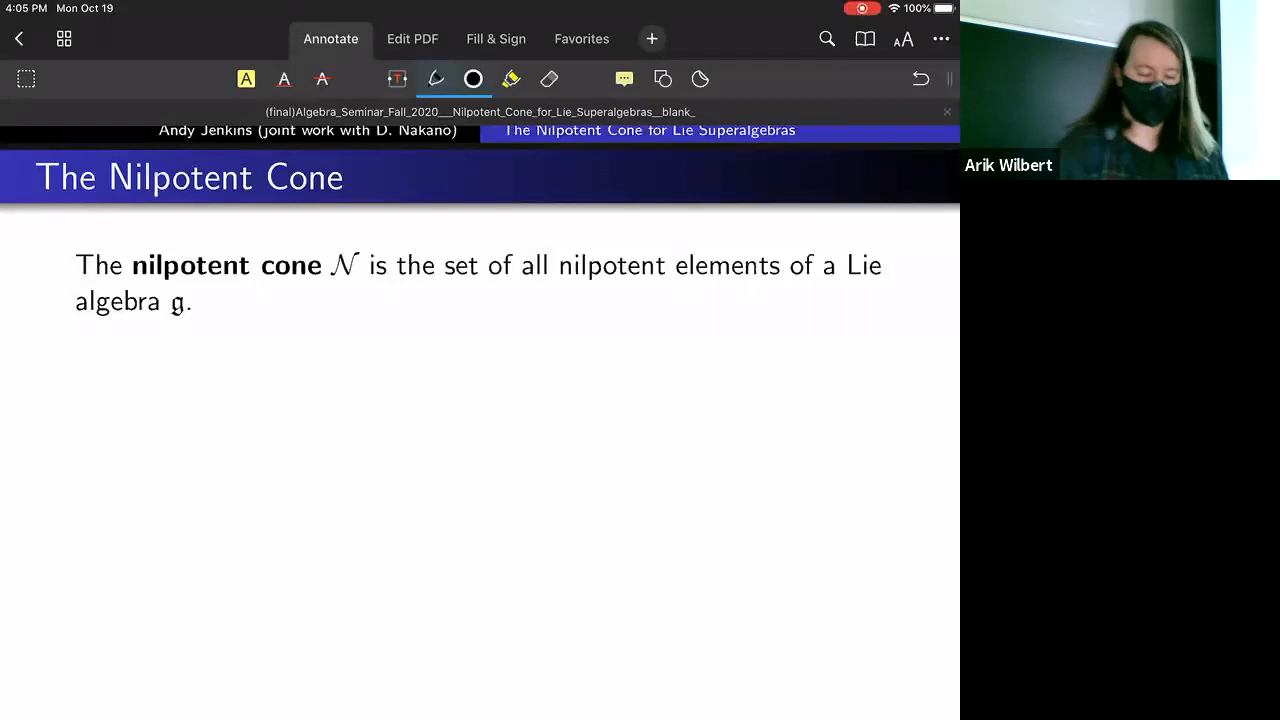 4:05 PM Mon Oct 19
100%
Annotate Edit PDF Fill & Sign Favorites
(final)Algebra_Seminar_Fall_2020___Nilpotent_Cone_for_Lie_Superalgebras__blank_
Andy Jenkins (joint work with D. Nakano) The Nilpotent Cone for Lie Superalgebras
The Nilpotent Cone
Arik Wilbert
The nilpotent cone 𝒩 is the set of all nilpotent elements of a Lie
algebra 𝔤.